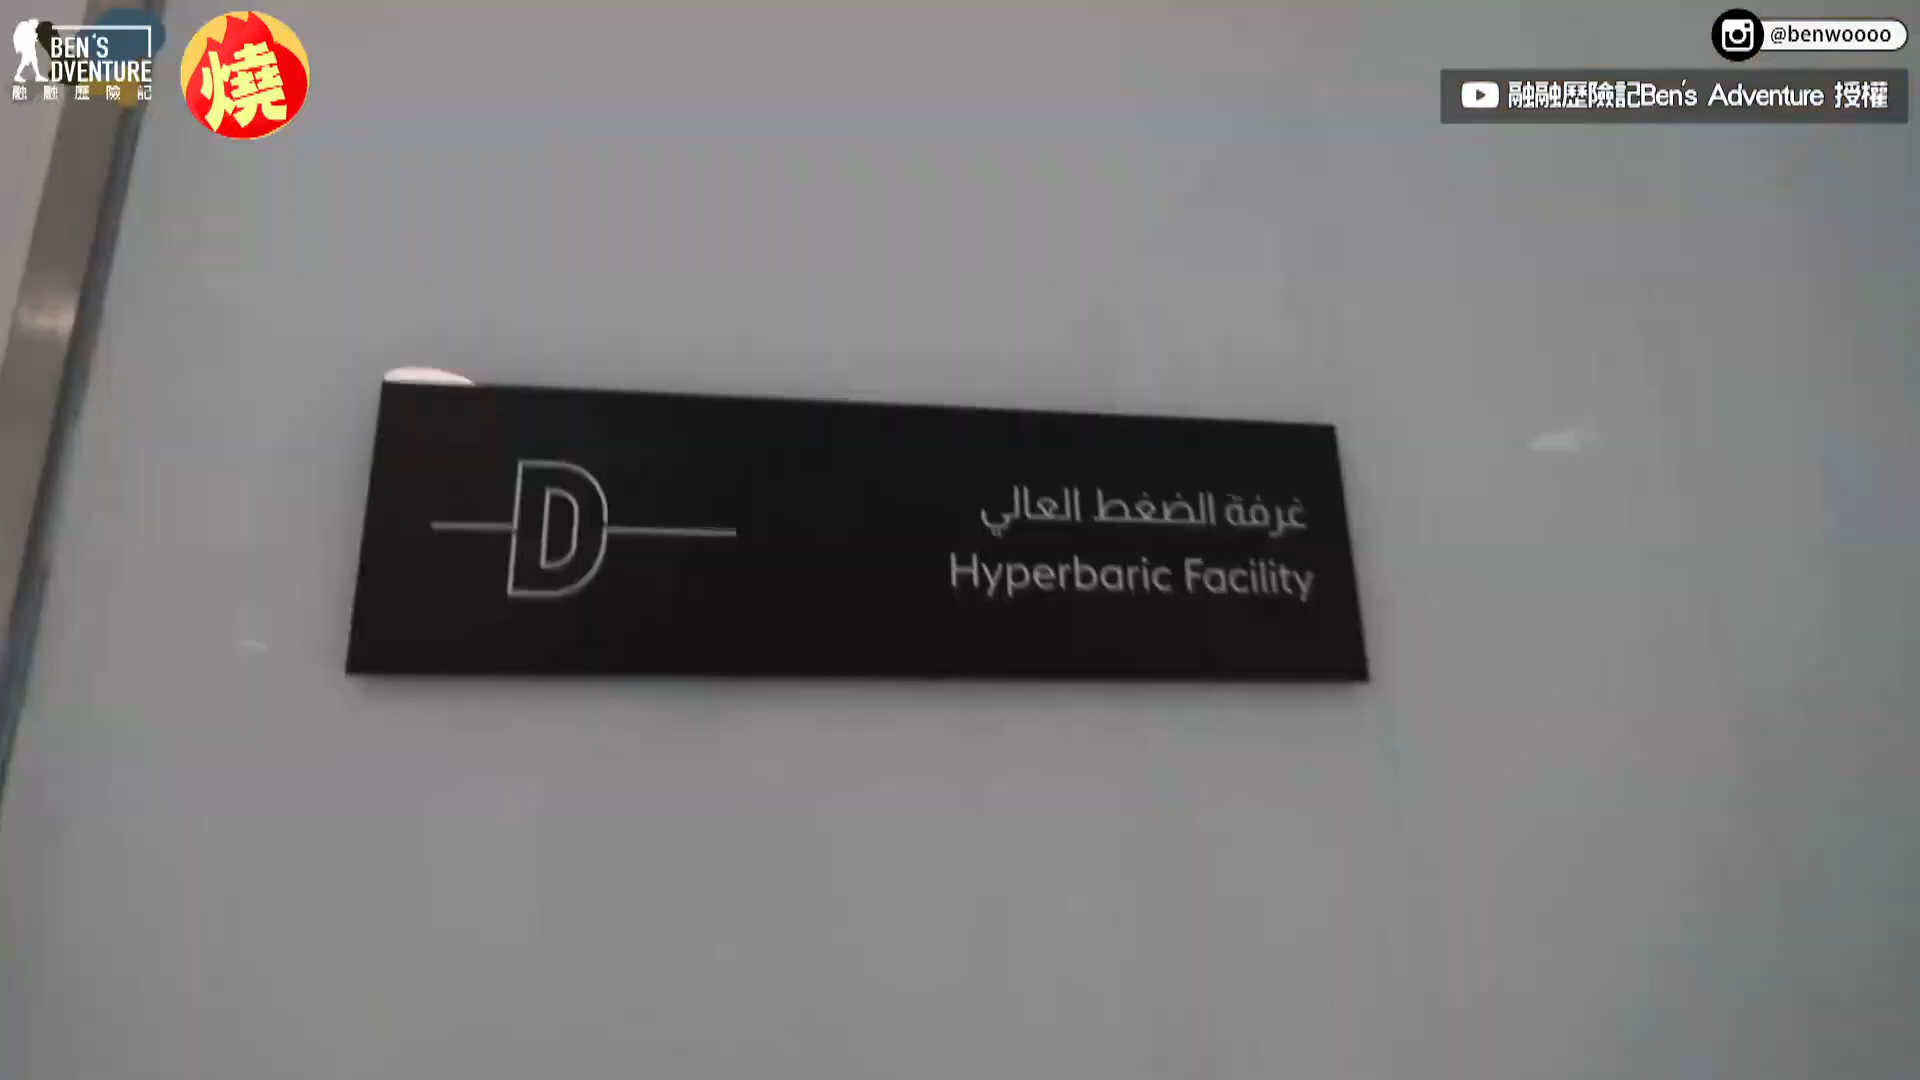 BEN'S
DVENTURE
融融歷險記
燒
@benwoooo
融融歷險記Ben's Adventure 授權
D
غرفة الضغط العالي
Hyperbaric Facility